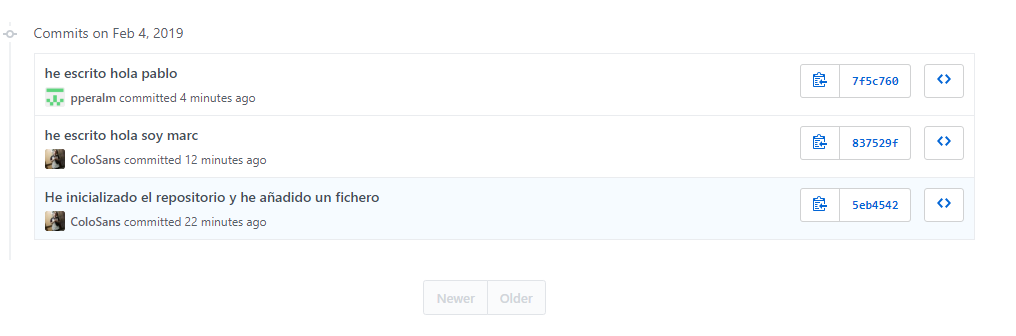 Commits on Feb 4, 2019
he escrito hola pablo
7f5c760
pperalm committed 4 minutes ago
he escrito hola soy marc
837529f
ColoSans committed 12 minutes ago
He inicializado el repositorio y he añadido un fichero
5eb4542
ColoSans committed 22 minutes ago
Newer Older